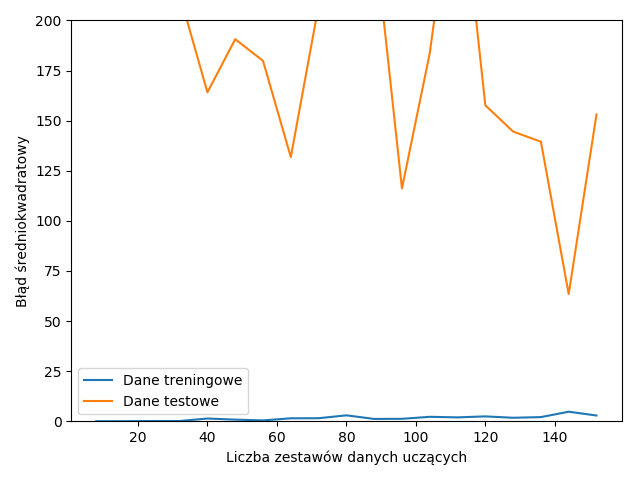 200
175
150
125
100
75
50
25
0
Błąd średniokwadratowy
Dane treningowe
Dane testowe
20 40 60 80 100 120 140
Liczba zestawów danych uczących